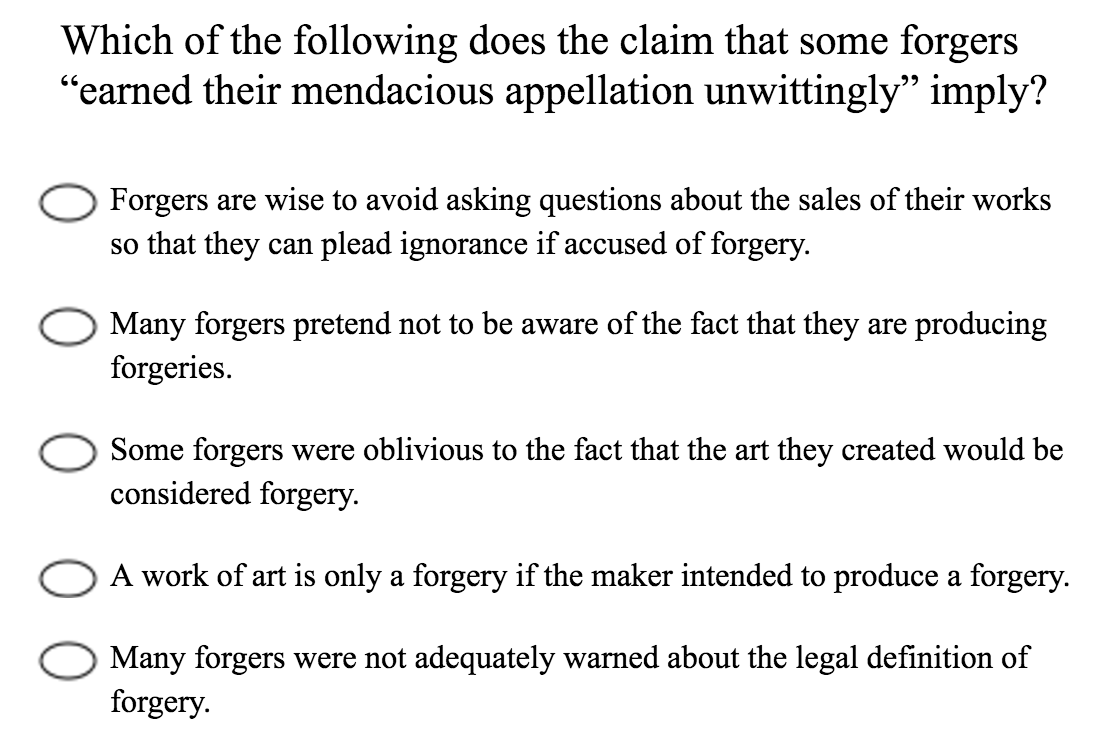 Which of the following does the claim that some forgers
“earned their mendacious appellation unwittingly” imply?
Forgers are wise to avoid asking questions about the sales of their works
so that they can plead ignorance if accused of forgery.
Many forgers pretend not to be aware of the fact that they are producing
forgeries.
Some forgers were oblivious to the fact that the art they created would be
considered forgery.
A work of art is only a forgery if the maker intended to produce a forgery.
Many forgers were not adequately warned about the legal definition of
forgery.